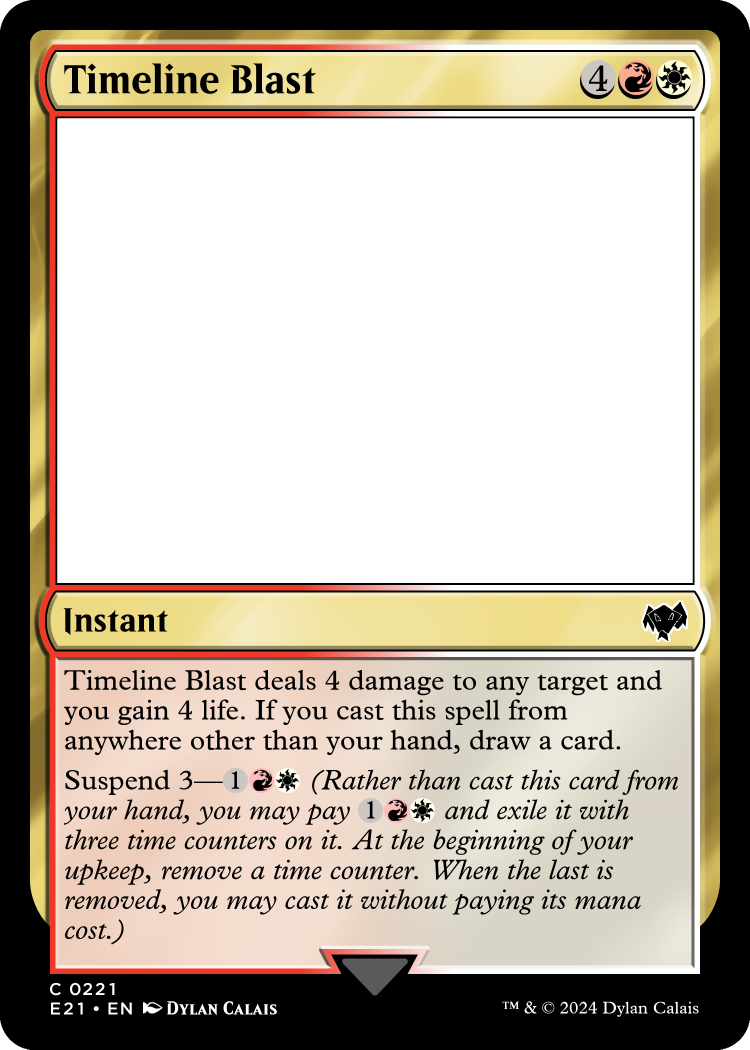 Timeline Blast 4
Instant
Timeline Blast deals 4 damage to any target and
you gain 4 life. If you cast this spell from
anywhere other than your hand, draw a card.
Suspend 3—1 (Rather than cast this card from
your hand, you may pay 1 and exile it with
three time counters on it. At the beginning of your
upkeep, remove a time counter. When the last is
removed, you may cast it without paying its mana
cost.)
C 0221
E21 • EN Dylan Calais
™ & © 2024 Dylan Calais